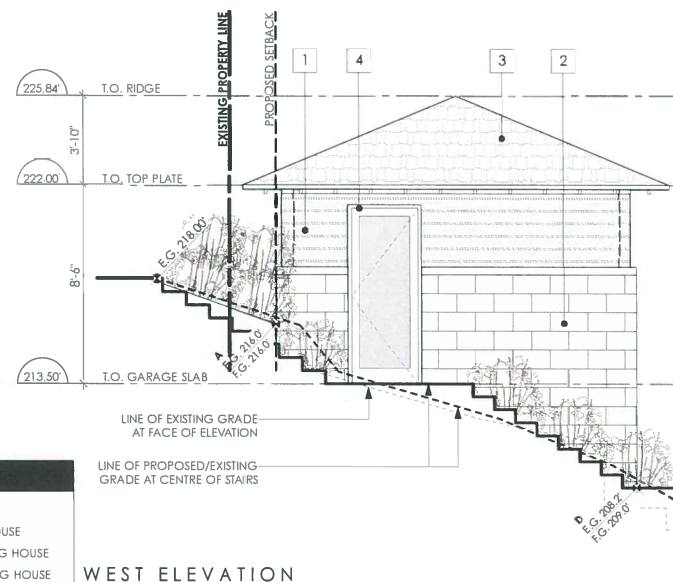 EXISTING PROPERTY LINE
PROPOSED SETBACK
1
4
3
2
225.84'
T.O. RIDGE
3'-10"
222.00'
T.O. TOP PLATE
E.G. 218.00'
8'-6"
A
E.G. 216.0'
F.G. 216.0'
213.50'
T.O. GARAGE SLAB
LINE OF EXISTING GRADE
AT FACE OF ELEVATION
LINE OF PROPOSED/EXISTING
GRADE AT CENTRE OF STAIRS
D
E.G. 208.2'
F.G. 209.0'
OUSE
G HOUSE
G HOUSE
WEST ELEVATION